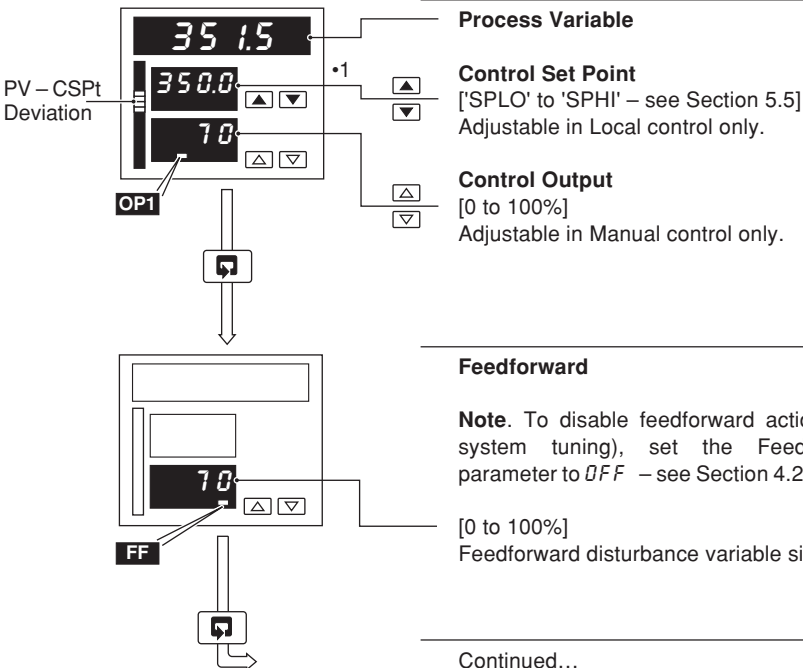 351.5
Process Variable
•1
350.0
Control Set Point
['SPLO' to 'SPHI' – see Section 5.5]
Adjustable in Local control only.
PV – CSPt
Deviation
70
Control Output
[0 to 100%]
Adjustable in Manual control only.
OP1
Feedforward
Note. To disable feedforward
system tuning), set the
parameter to OFF – see Section 4.2
70
[0 to 100%]
Feedforward disturbance variable
FF
Continued…